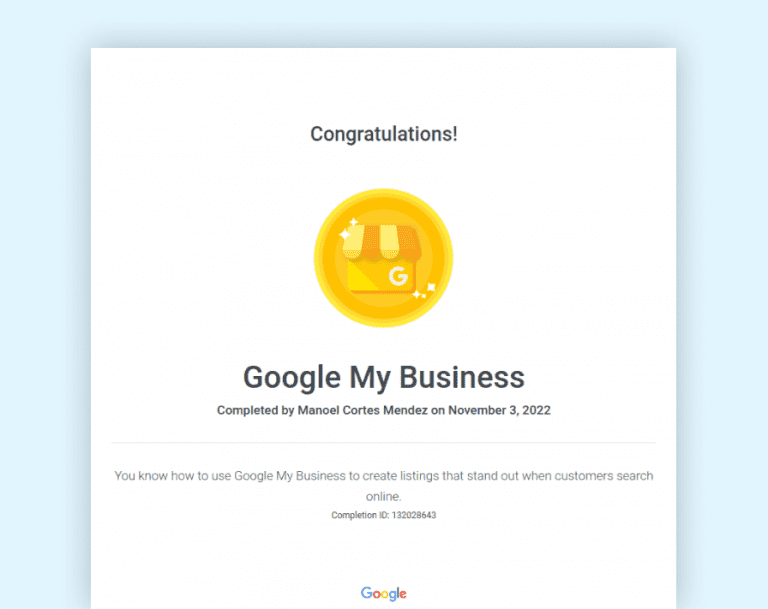 Congratulations!
G
Google My Business
Completed by Manoel Cortes Mendez on November 3, 2022
You know how to use Google My Business to create listings that stand out when customers search
online.
Completion ID: 132028643
Google